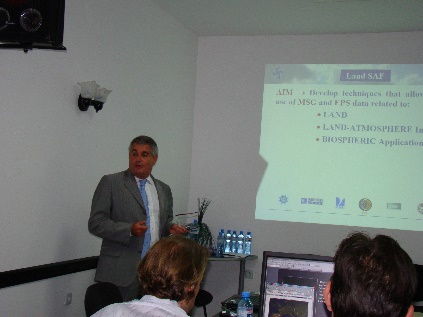 Land SAF
AIM → Develop techniques that allow
use of MSG and EPS data related to:
• LAND
• LAND-ATMOSPHERE In
• BIOSPHERIC Application